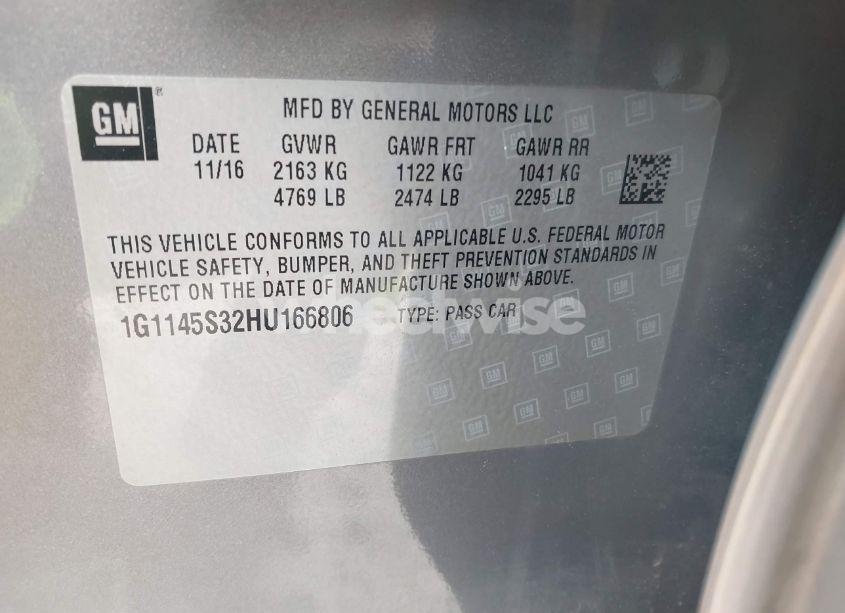 GM
MFD BY GENERAL MOTORS LLC
DATE GVWR GAWR FRT GAWR RR
11/16 2163 KG 1122 KG 1041 KG
4769 LB 2474 LB 2295 LB
THIS VEHICLE CONFORMS TO ALL APPLICABLE U.S. FEDERAL MOTOR
VEHICLE SAFETY, BUMPER, AND THEFT PREVENTION STANDARDS IN
EFFECT ON THE DATE OF MANUFACTURE SHOWN ABOVE.
1G1145S32HU166806 TYPE: PASS CAR
wheelwise